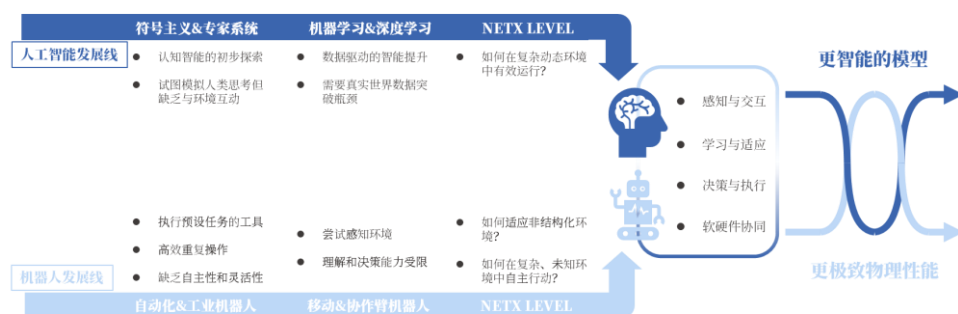 符号主义&专家系统
机器学习&深度学习
NETX LEVEL
人工智能发展线
认知智能的初步探索
试图模拟人类思考但
缺乏与环境互动
数据驱动的智能提升
需要真实世界数据突
破瓶颈
如何在复杂动态环境
中有效运行?
更智能的模型
感知与交互
学习与适应
决策与执行
软硬件协同
执行预设任务的工具
高效重复操作
缺乏自主性和灵活性
尝试感知环境
理解和决策能力受限
如何适应非结构化环
境?
如何在复杂、未知环
境中自主行动?
更极致物理性能
机器人发展线
自动化&工业机器人
移动&协作臂机器人
NETX LEVEL